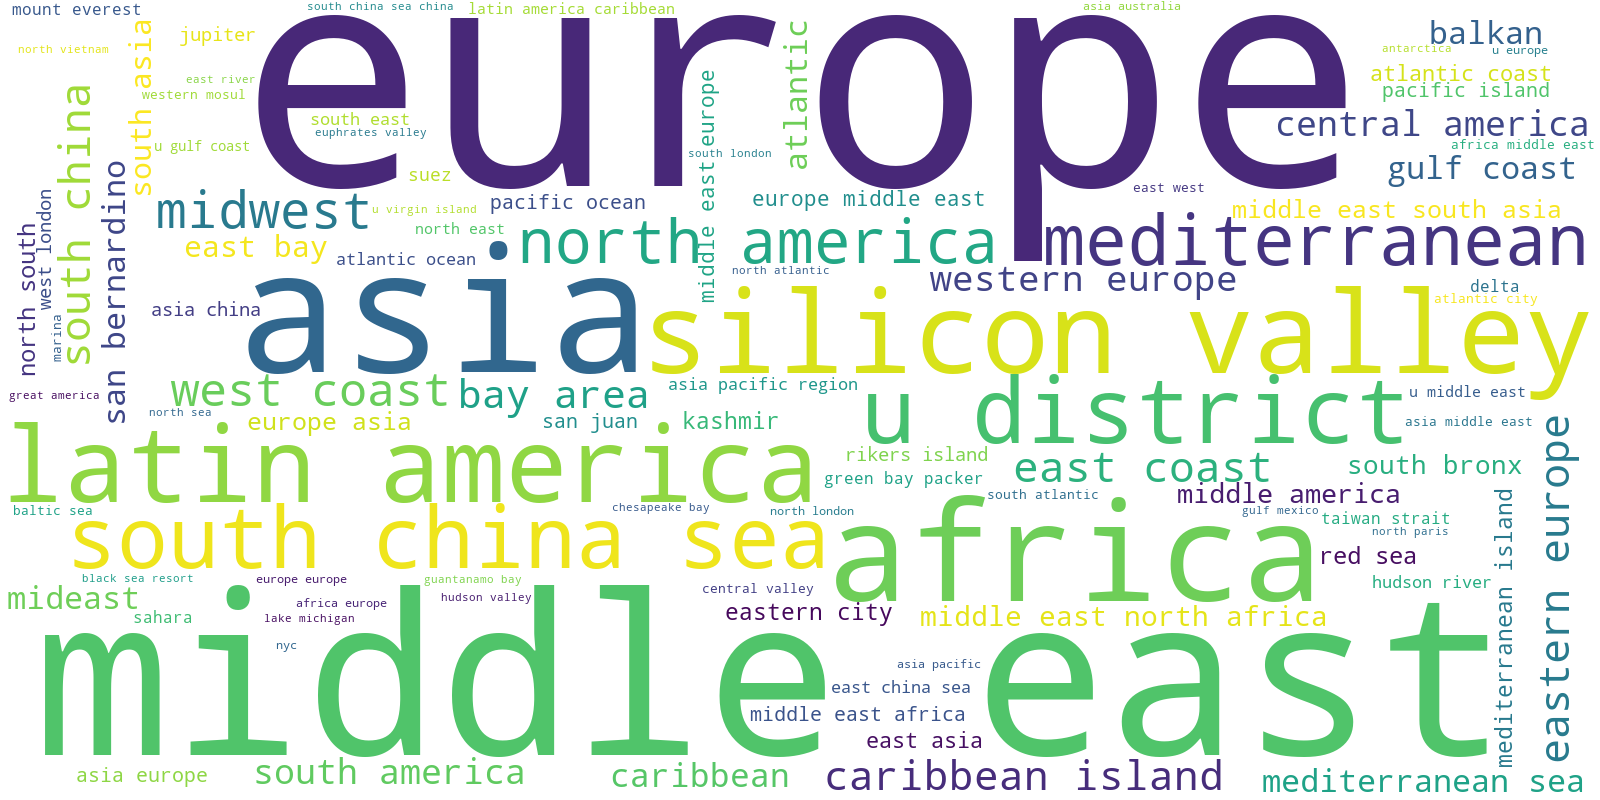 mount everest
south china sea china
latin america caribbean
asia australia
europe
north vietnam
south asia
jupiter
atlantic
balkan
antarctica
u europe
east river
western mosul
atlantic coast
pacific island
south china
south east
euphrates valley
middle east europe
central america
africa middle east
u gulf coast
south london
gulf coast
san bernardino
suez
east west
north south
west london
midwest
u virgin island
pacific ocean
europe middle east
middle east south asia
east bay
north east
north america
mediterranean
atlantic ocean
north atlantic
western europe
asia
silicon valley
delta
atlantic city
asia china
marina
great america
west coast
bay area
asia pacific region
u district
u middle east
north sea
europe asia
san juan
kashmir
asia middle east
eastern europe
latin america
rikers island
east coast
south bronx
green bay packer
south atlantic
middle america
mediterranean island
baltic sea
south china sea
chesapeake bay
north london
africa
gulf mexico
taiwan strait
north paris
red sea
black sea resort
europe europe
guantanamo bay
central valley
hudson river
mideast
africa europe
hudson valley
sahara
lake michigan
eastern city
middle east north africa
nyc
middle east
asia pacific
east china sea
middle east africa
east asia
asia europe
south america
caribbean
caribbean island
mediterranean sea